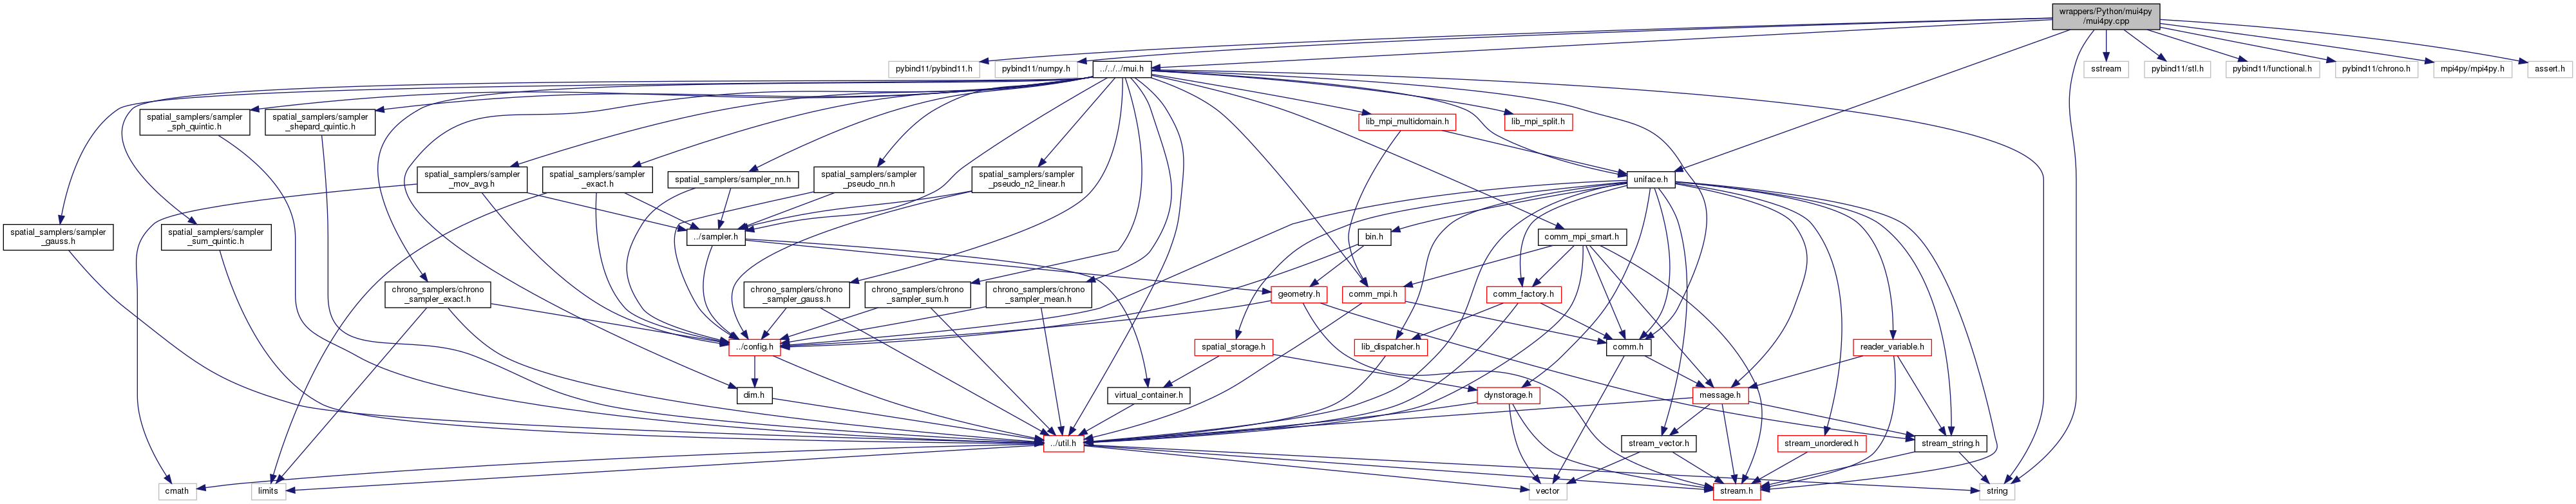 wrappers/Python/mui4py
/mui4py.cpp
pybind11/pybind11.h
pybind11/numpy.h
../../../mui.h
sstream
pybind11/stl.h
pybind11/functional.h
pybind11/chrono.h
mpi4py/mpi4py.h
assert.h
spatial_samplers/sampler
_sph_quintic.h
spatial_samplers/sampler
_shepard_quintic.h
lib_mpi_multidomain.h
lib_mpi_split.h
spatial_samplers/sampler
_mov_avg.h
spatial_samplers/sampler
_exact.h
spatial_samplers/sampler_nn.h
spatial_samplers/sampler
_pseudo_nn.h
spatial_samplers/sampler
_pseudo_n2_linear.h
uniface.h
spatial_samplers/sampler
_gauss.h
spatial_samplers/sampler
_sum_quintic.h
../sampler.h
bin.h
comm_mpi_smart.h
chrono_samplers/chrono
_sampler_exact.h
chrono_samplers/chrono
_sampler_gauss.h
chrono_samplers/chrono
_sampler_sum.h
chrono_samplers/chrono
_sampler_mean.h
geometry.h
comm_mpi.h
comm_factory.h
../config.h
spatial_storage.h
lib_dispatcher.h
comm.h
reader_variable.h
dim.h
virtual_container.h
dynstorage.h
message.h
../util.h
stream_vector.h
stream_unordered.h
stream_string.h
cmath
limits
vector
stream.h
string